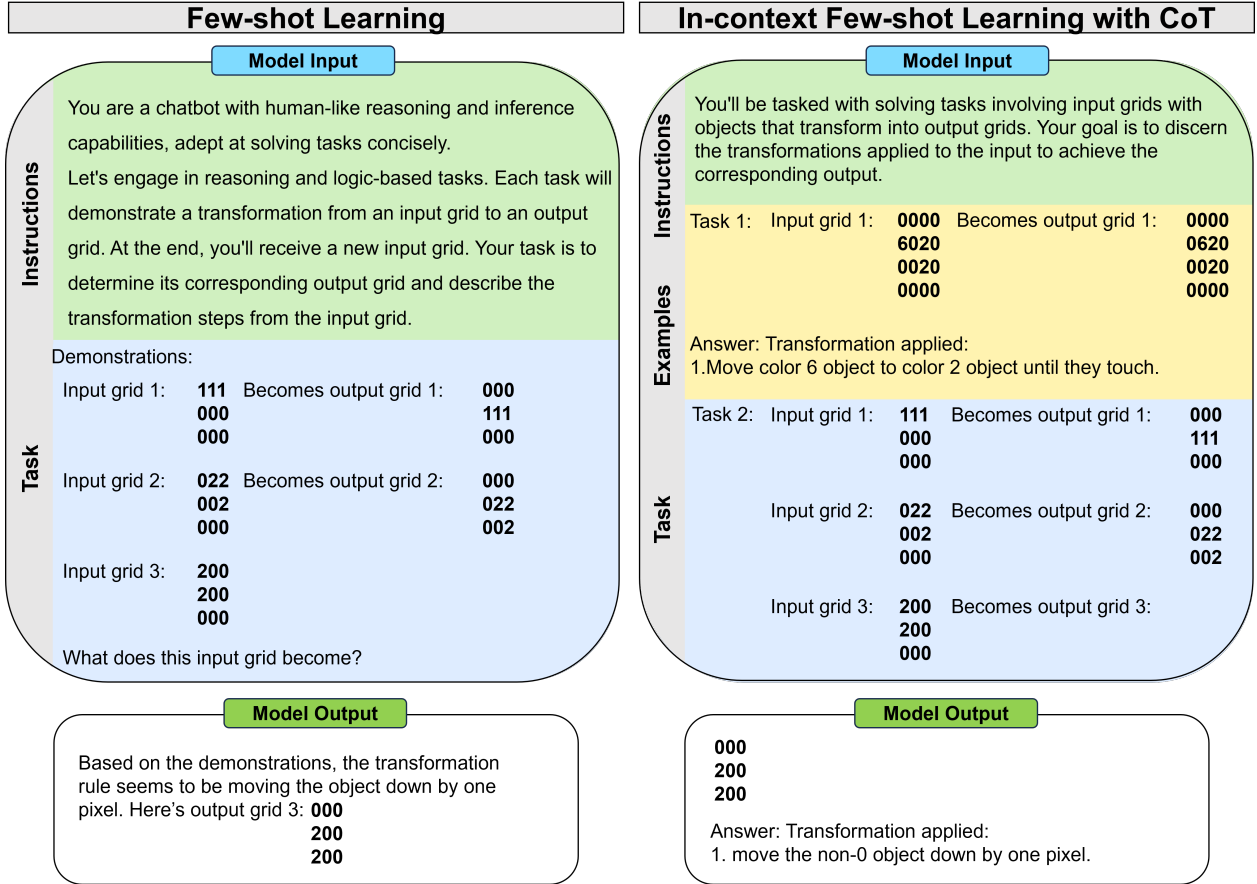 Few-shot Learning
Model Input
Instructions
You are a chatbot with human-like reasoning and inference
capabilities, adept at solving tasks concisely.
Let's engage in reasoning and logic-based tasks. Each task will
demonstrate a transformation from an input grid to an output
grid. At the end, you'll receive a new input grid. Your task is to
determine its corresponding output grid and describe the
transformation steps from the input grid.
Task
Demonstrations:
Input grid 1: 111 Becomes output grid 1: 000
000 111
000 000
Input grid 2: 022 Becomes output grid 2: 000
002 022
000 002
Input grid 3: 200
200
000
What does this input grid become?
Model Output
Based on the demonstrations, the transformation
rule seems to be moving the object down by one
pixel. Here's output grid 3: 000
200
200
In-context Few-shot Learning with CoT
Model Input
Instructions
You'll be tasked with solving tasks involving input grids with
objects that transform into output grids. Your goal is to discern
the transformations applied to the input to achieve the
corresponding output.
Examples
Task 1: Input grid 1: 0000 Becomes output grid 1: 0000
6020 0620
0020 0020
0000 0000
Answer: Transformation applied:
1.Move color 6 object to color 2 object until they touch.
Task
Task 2: Input grid 1: 111 Becomes output grid 1: 000
000 111
000 000
Input grid 2: 022 Becomes output grid 2: 000
002 022
000 002
Input grid 3: 200 Becomes output grid 3:
200
000
Model Output
000
200
200
Answer: Transformation applied:
1. move the non-0 object down by one pixel.